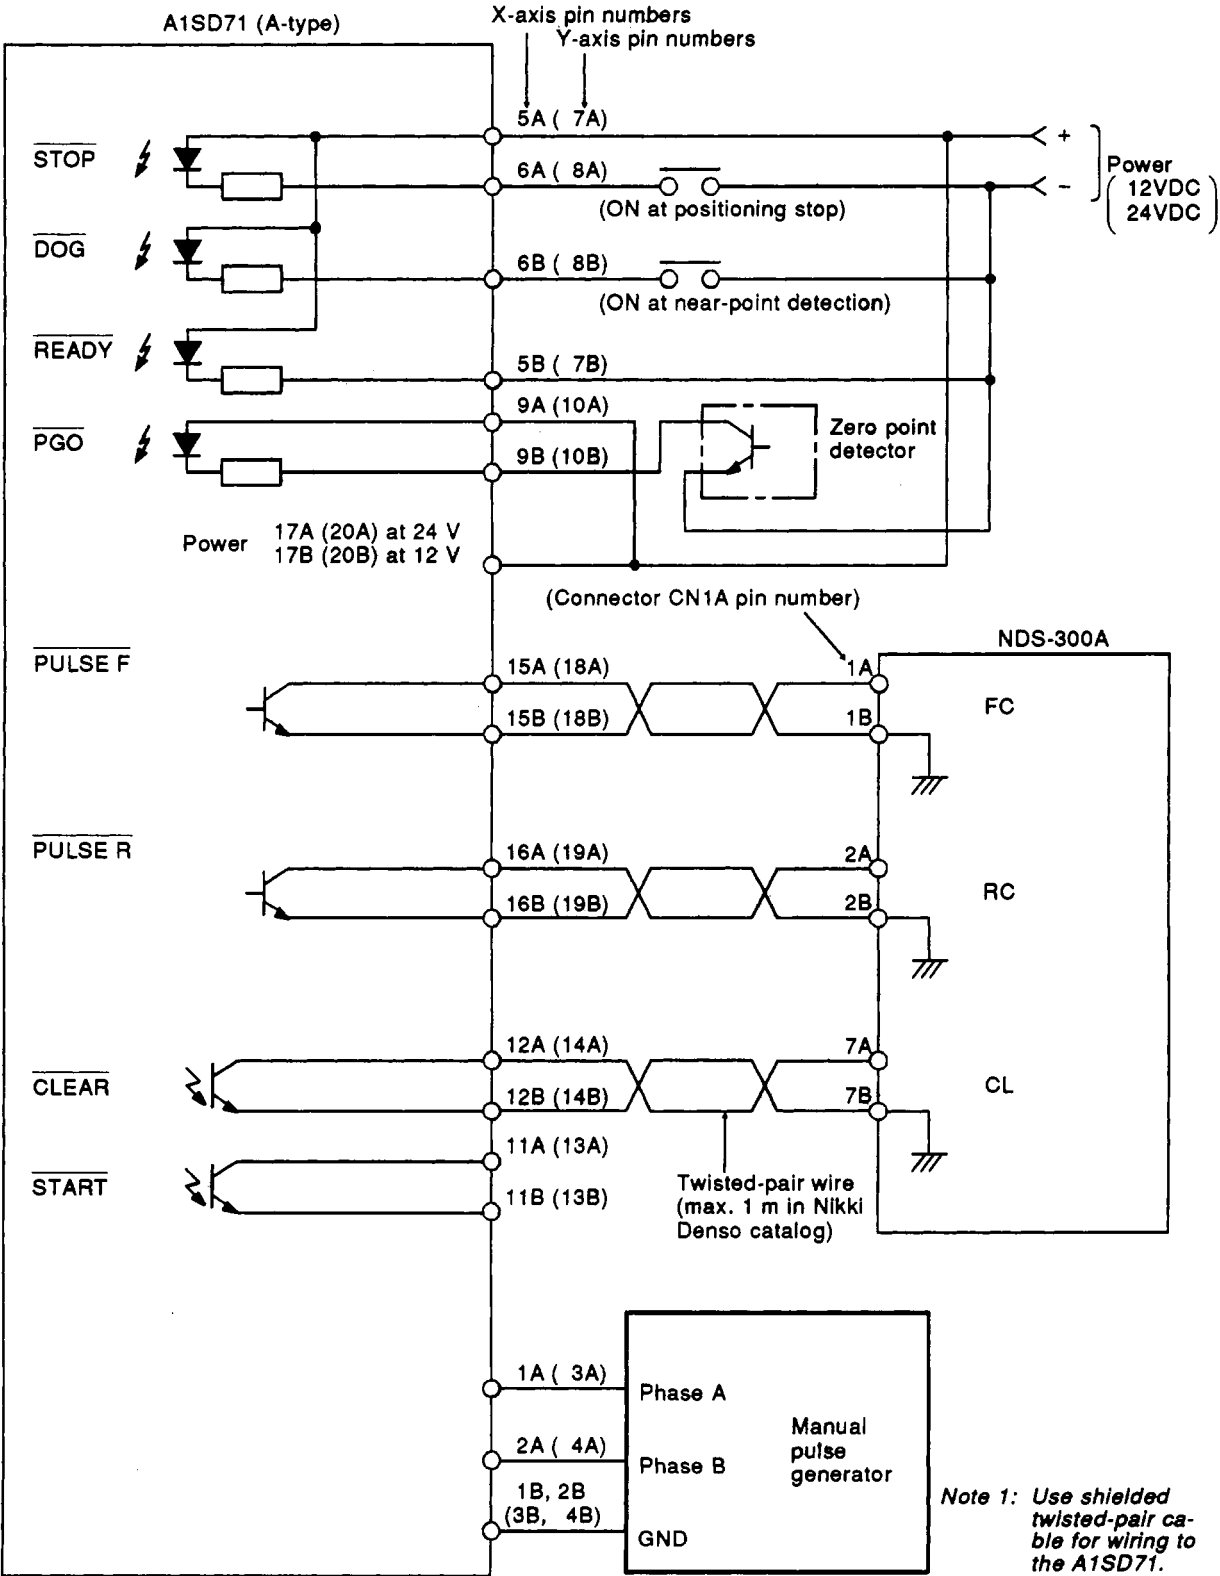 A1SD71 (A-type)
X-axis pin numbers
Y-axis pin numbers
5A ( 7A)
STOP
6A ( 8A)
(ON at positioning stop)
+
-
Power
12VDC
24VDC
DOG
6B ( 8B)
(ON at near-point detection)
READY
5B ( 7B)
9A (10A)
PGO
9B (10B)
Zero point
detector
Power
17A (20A) at 24 V
17B (20B) at 12 V
(Connector CN1A pin number)
NDS-300A
PULSE F
15A (18A)
1A
FC
15B (18B)
1B
PULSE R
16A (19A)
2A
RC
16B (19B)
2B
12A (14A)
7A
CLEAR
CL
12B (14B)
7B
11A (13A)
START
11B (13B)
Twisted-pair wire
(max. 1 m in Nikki
Denso catalog)
1A ( 3A)
Phase A
Manual
pulse
generator
2A ( 4A)
Phase B
1B, 2B
(3B, 4B)
GND
Note 1: Use shielded
twisted-pair ca-
ble for wiring to
the A1SD71.